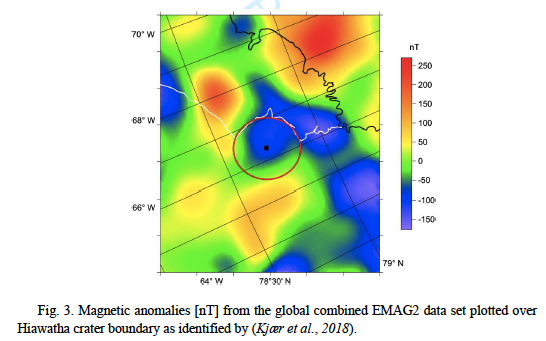 70° W
68° W
66° W
64° W
78°30' N
79° N
nT
250
200
150
100
50
0
-50
-100
-150
Fig. 3. Magnetic anomalies [nT] from the global combined EMAG2 data set plotted over
Hiawatha crater boundary as identified by (Kjær et al., 2018).